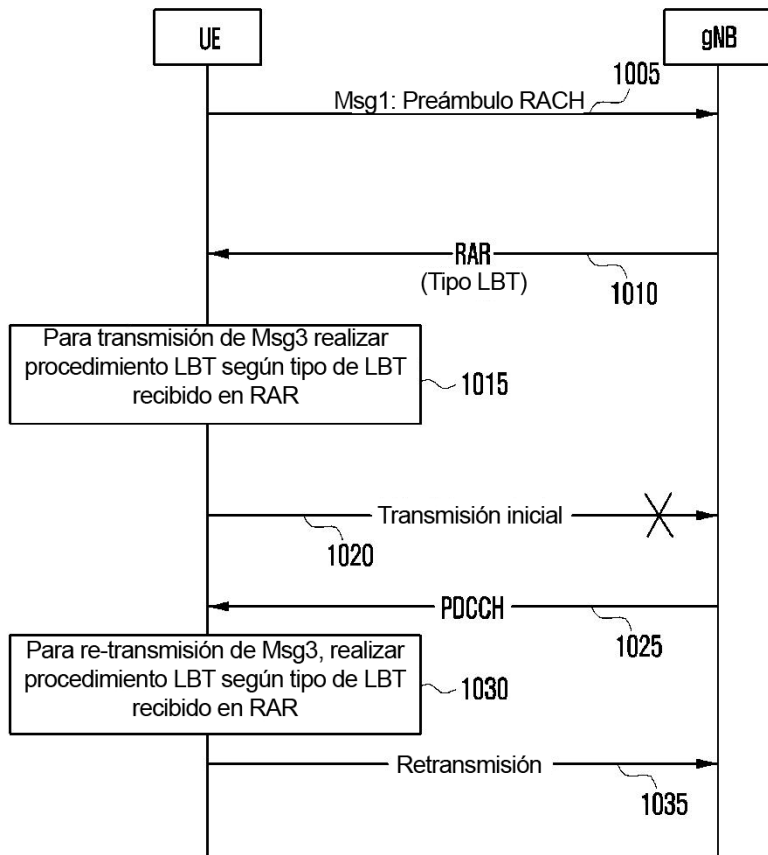 UE
gNB
1005
Msg1: Preámbulo RACH
RAR
(Tipo LBT)
1010
Para transmisión de Msg3 realizar
procedimiento LBT según tipo de LBT
recibido en RAR
1015
Transmisión inicial
1020
PDCCH
1025
Para re-transmisión de Msg3, realizar
procedimiento LBT según tipo de LBT
recibido en RAR
1030
Retransmisión
1035